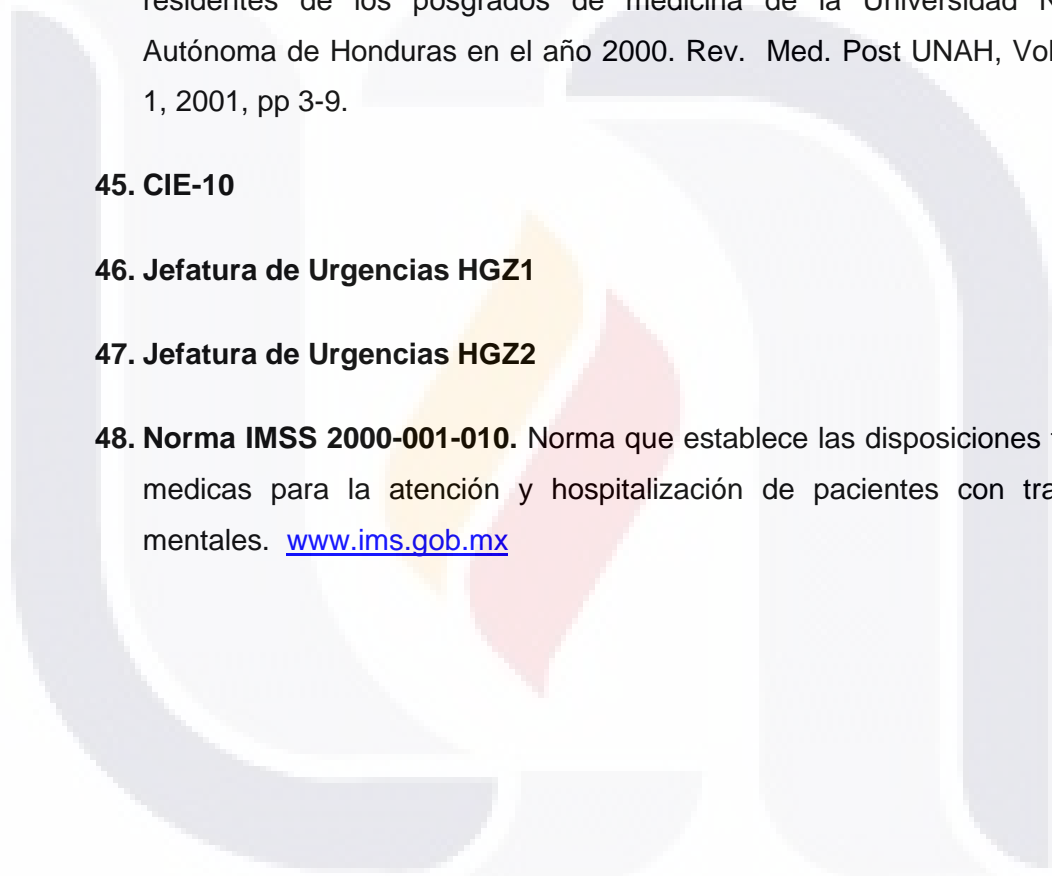 residentes de los posgrados de medicina de la Universidad
Autónoma de Honduras en el año 2000. Rev. Med. Post UNAH,
1, 2001, pp 3-9.
45. CIE-10
46. Jefatura de Urgencias HGZ1
47. Jefatura de Urgencias HGZ2
48. Norma IMSS 2000-001-010. Norma que establece las disposiciones
medicas para la atención y hospitalización de pacientes con
mentales. www.ims.gob.mx